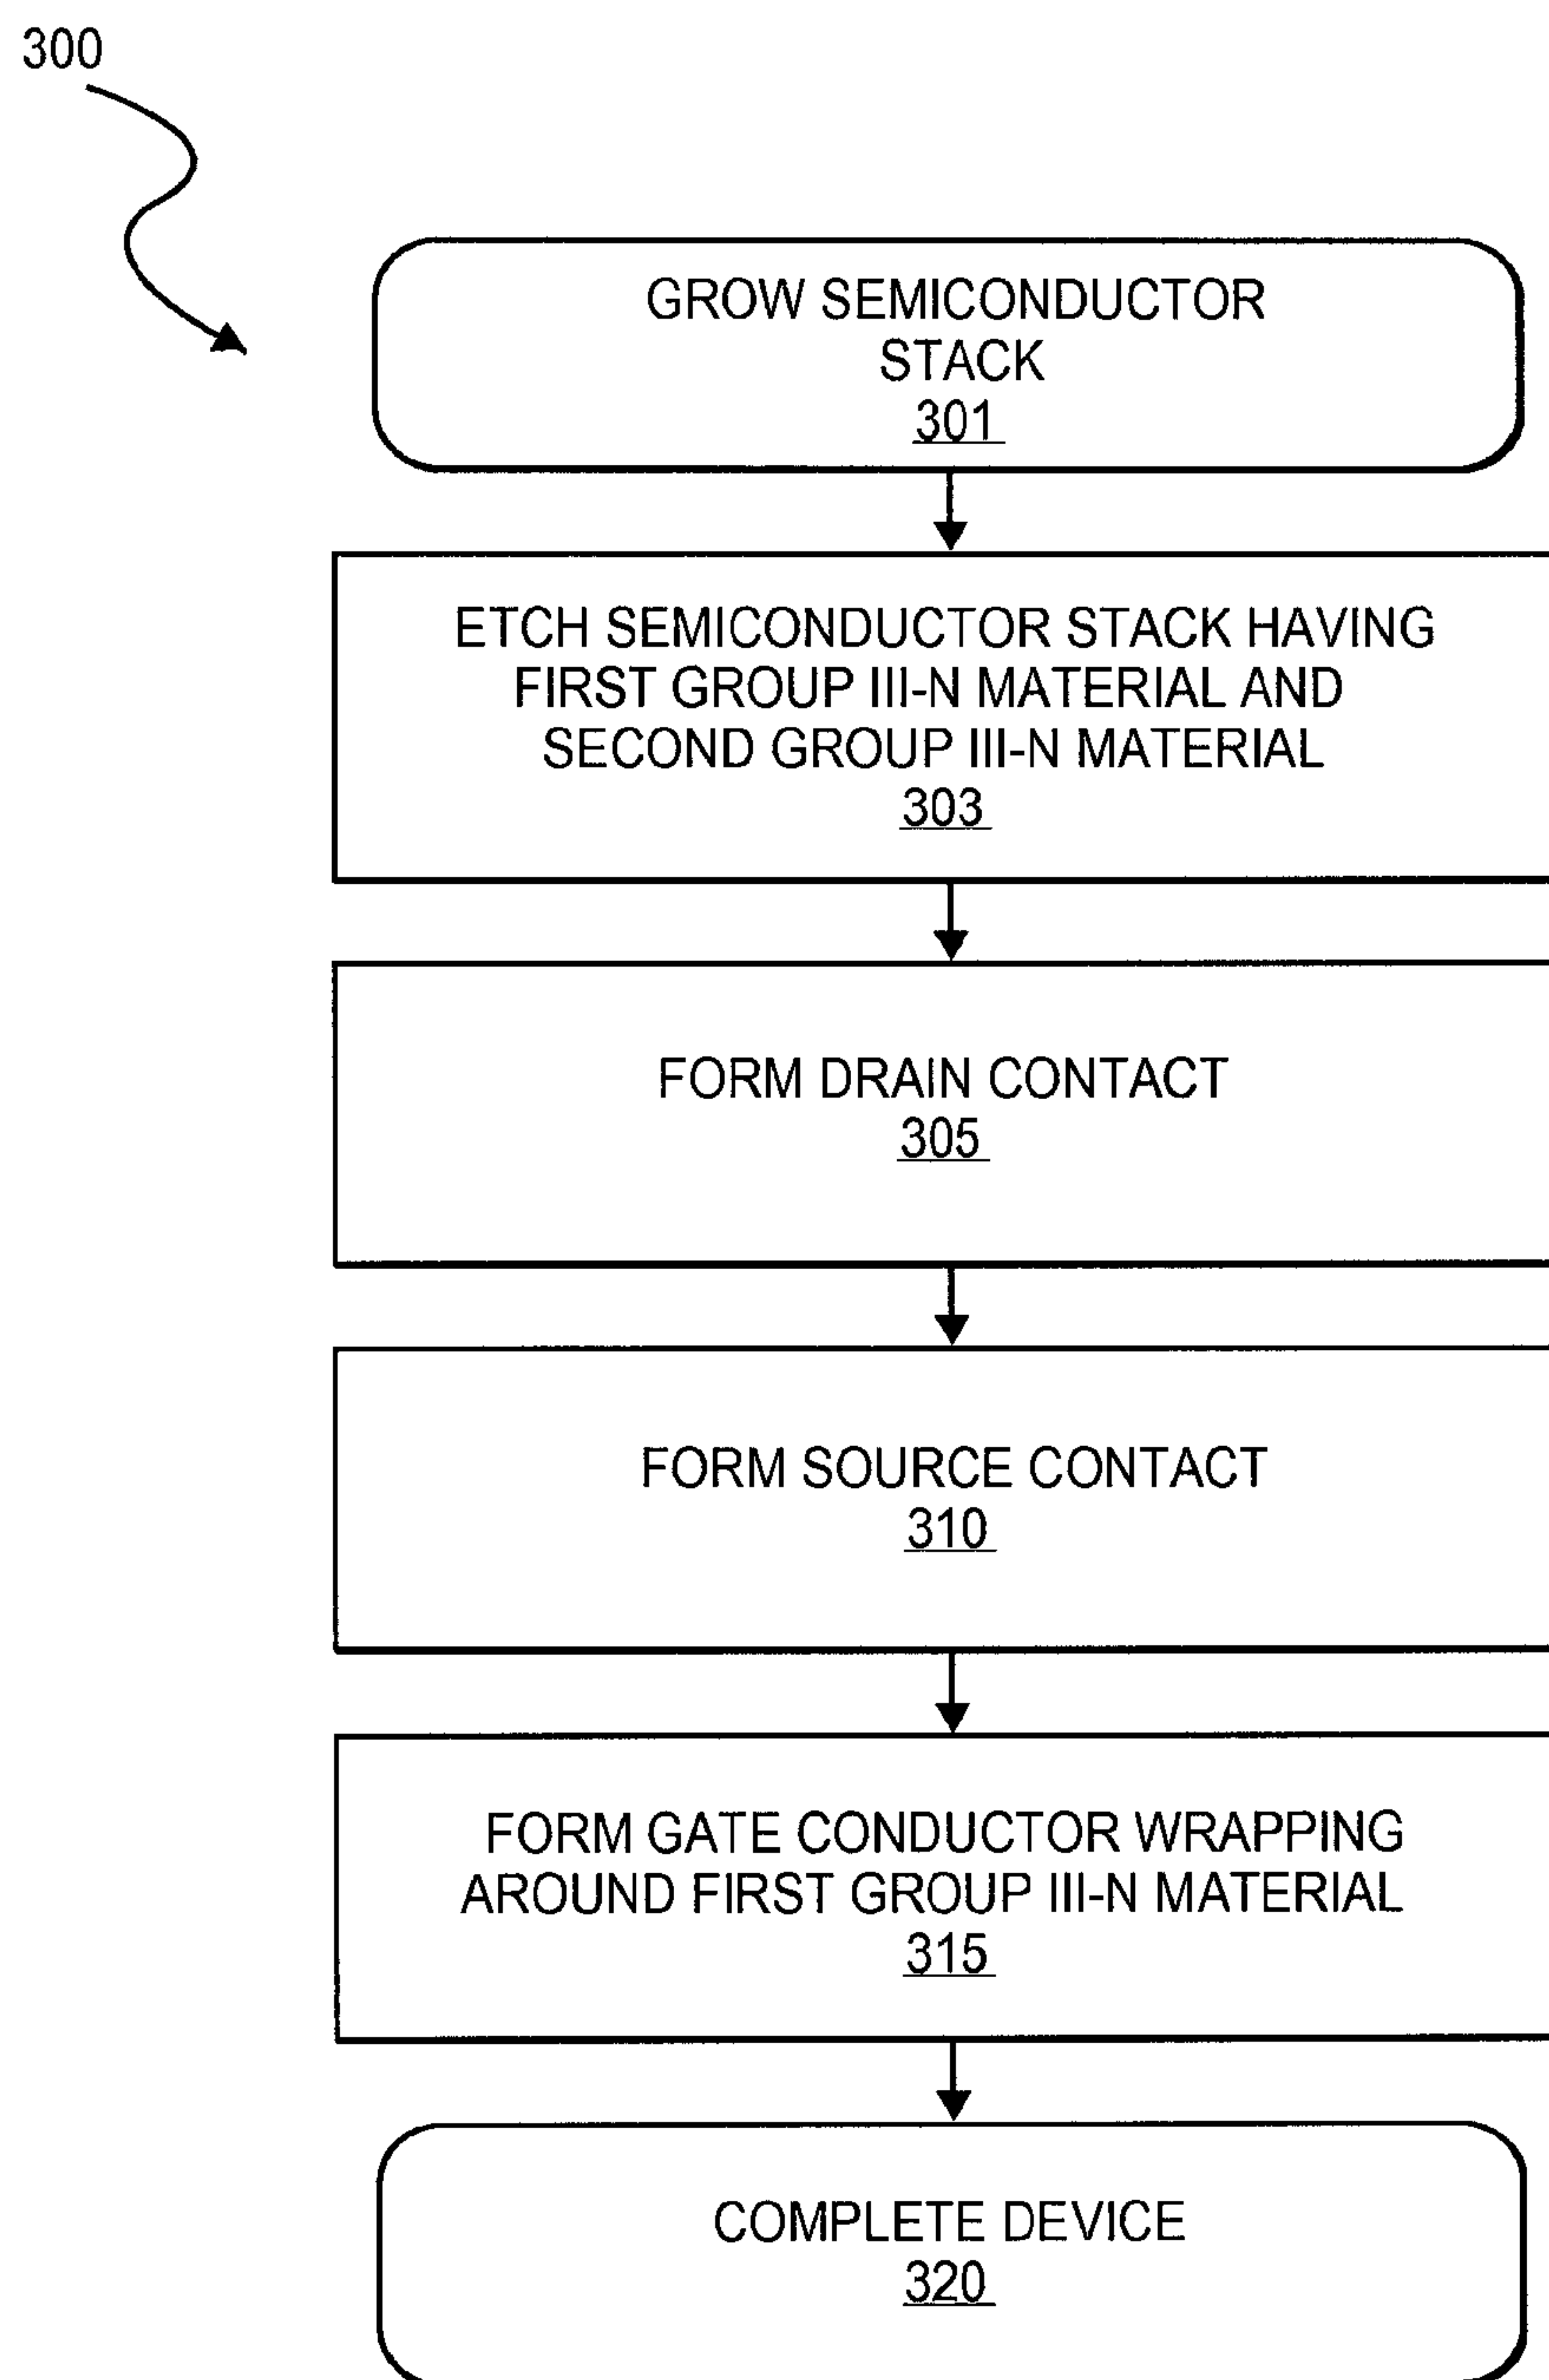 300
GROW SEMICONDUCTOR
STACK
301
ETCH SEMICONDUCTOR STACK HAVING
FIRST GROUP III-N MATERIAL AND
SECOND GROUP III-N MATERIAL
303
FORM DRAIN CONTACT
305
FORM SOURCE CONTACT
310
FORM GATE CONDUCTOR WRAPPING
AROUND FIRST GROUP III-N MATERIAL
315
COMPLETE DEVICE
320